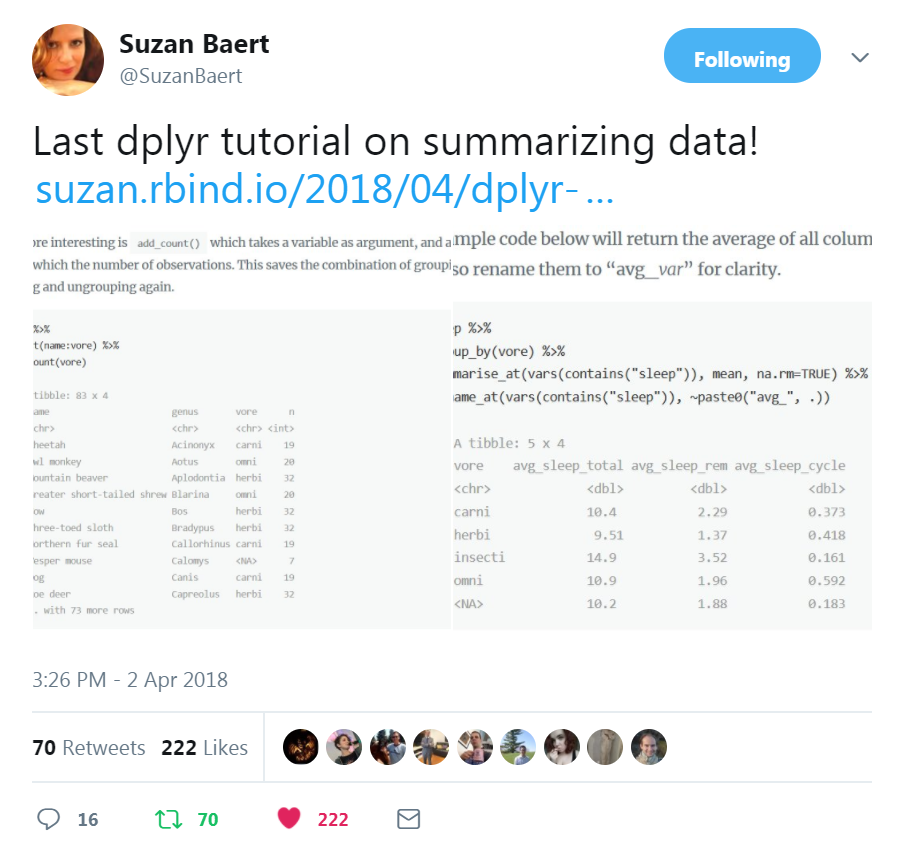 Suzan Baert
@SuzanBaert
Following
Last dplyr tutorial on summarizing data!
suzan.rbind.io/2018/04/dplyr-…
ore interesting is add_count() which takes a variable as argument, and a
which the number of observations. This saves the combination of groupi
g and ungrouping again.
%>%
t(name:vore) %>%
ount(vore)
tibble: 83 x 4
ame genus vore n
chr> <chr> <chr> <int>
heetah Acinonyx carni 19
wl monkey Aotus omni 20
ountain beaver Aplodontia herbi 32
reater short-tailed shrew Blarina omni 20
ow Bos herbi 32
hree-toed sloth Bradypus herbi 32
orthern fur seal Callorhinus carni 19
esper mouse Calomys <NA> 7
og Canis carni 19
oe deer Capreolus herbi 32
. with 73 more rows
mple code below will return the average of all colum
so rename them to “avg_var” for clarity.
p %>%
up_by(vore) %>%
marise_at(vars(contains("sleep")), mean, na.rm=TRUE) %>%
ame_at(vars(contains("sleep")), ~paste0("avg_", .))
A tibble: 5 x 4
vore avg_sleep_total avg_sleep_rem avg_sleep_cycle
<chr> <dbl> <dbl> <dbl>
carni 10.4 2.29 0.373
herbi 9.51 1.37 0.418
insecti 14.9 3.52 0.161
omni 10.9 1.96 0.592
<NA> 10.2 1.88 0.183
3:26 PM - 2 Apr 2018
70 Retweets 222 Likes
16 70 222